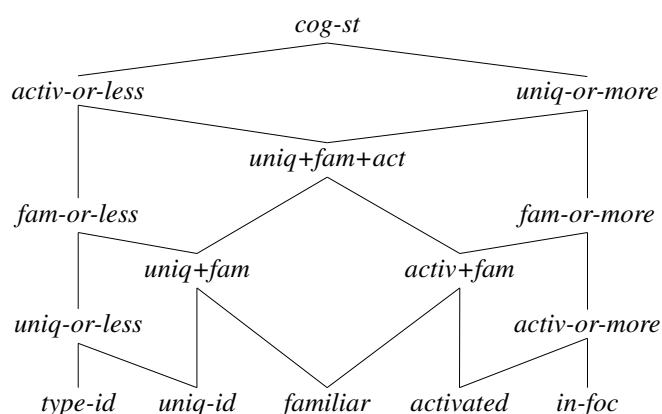 cog-st
activ-or-less uniq-or-more
uniq+fam+act
fam-or-less fam-or-more
uniq+fam activ+fam
uniq-or-less activ-or-more
type-id uniq-id familiar activated in-foc